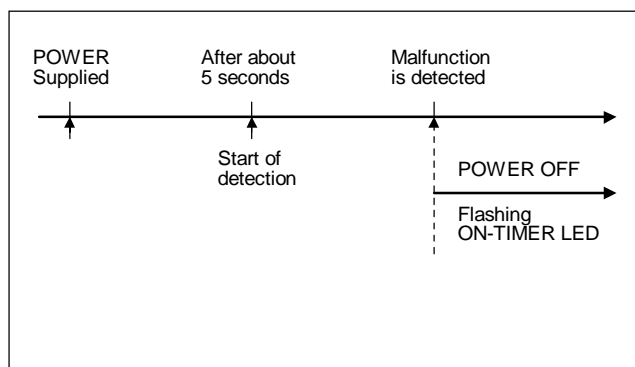 POWER
Supplied
After about
5 seconds
Malfunction
is detected
Start of
detection
POWER OFF
Flashing
ON-TIMER LED